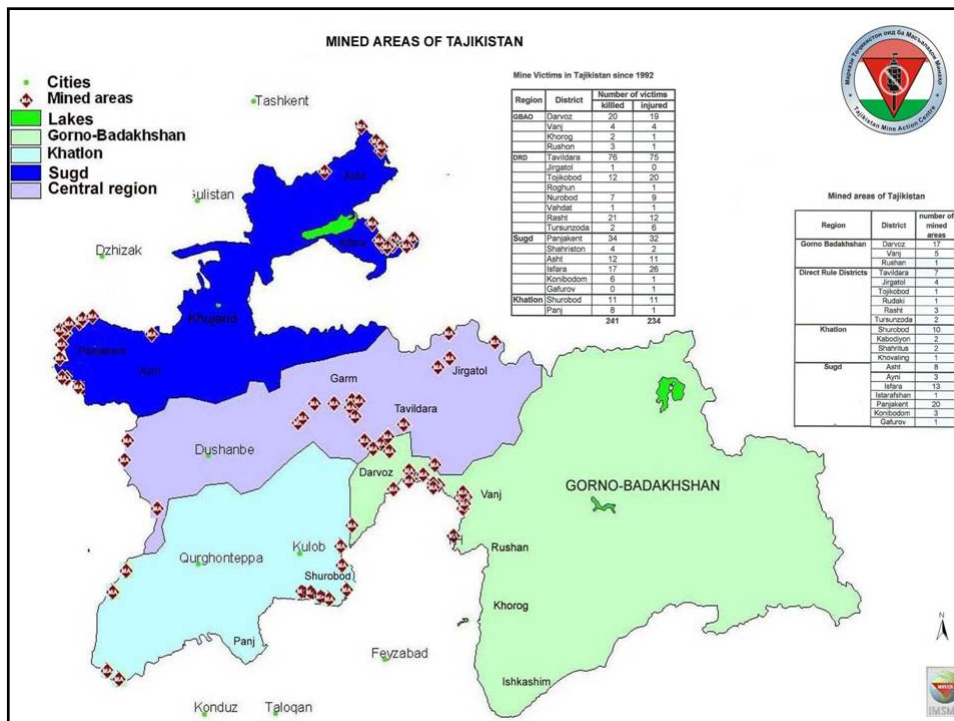 MINED AREAS OF TAJIKISTAN
Cities
Mined areas
Lakes
Gorno-Badakhshan
Khatlon
Sugd
Central region
Mine Victims in Tajikistan since 1992
Region District Number of victims
killed injured
GBAO Darvoz 20 19
Vanj 4 4
Khorog 2 1
Rushon 3 1
DRD Tavildara 76 75
Jirgatol 1 0
Tojikobod 12 20
Roghun 1
Nurobod 7 9
Vahdat 1 1
Rasht 21 12
Tursunzoda 2 6
Sugd Panjakent 34 32
Shahriston 4 2
Asht 12 11
Isfara 17 26
Konibodom 6 1
Gafurov 0 1
Khatlon Shurobod 11 11
Panj 8 1
241 234
Маркази Тоҷикистон оид ба Масъалаҳои Минаҳо
Tajikistan Mine Action Centre
Mined areas of Tajikistan
Region District number of mined areas
Gorno Badakhshan Darvoz 17
Vanj 5
Rushan 1
Direct Rule Districts Tavildara 7
Jirgatol 4
Tojikobod 1
Rudaki 1
Rasht 3
Tursunzoda 2
Khatlon Shurobod 10
Kabodiyon 2
Shahritus 2
Khovaling 1
Sugd Asht 8
Ayni 3
Isfara 13
Istarafshan 1
Panjakent 20
Konibodom 3
Gafurov 1
Tashkent
Asht
Gulistan
Isfara
Dzhizak
Khujand
Panjakent
Ayni
Garm
Jirgatol
Tavildara
Dushanbe
Darvoz
Vanj
GORNO-BADAKHSHAN
Kulob
Rushan
Qurghonteppa
Shurobod
Khorog
Panj
Feyzabad
Ishkashim
Konduz
Taloqan
N
IMSMA